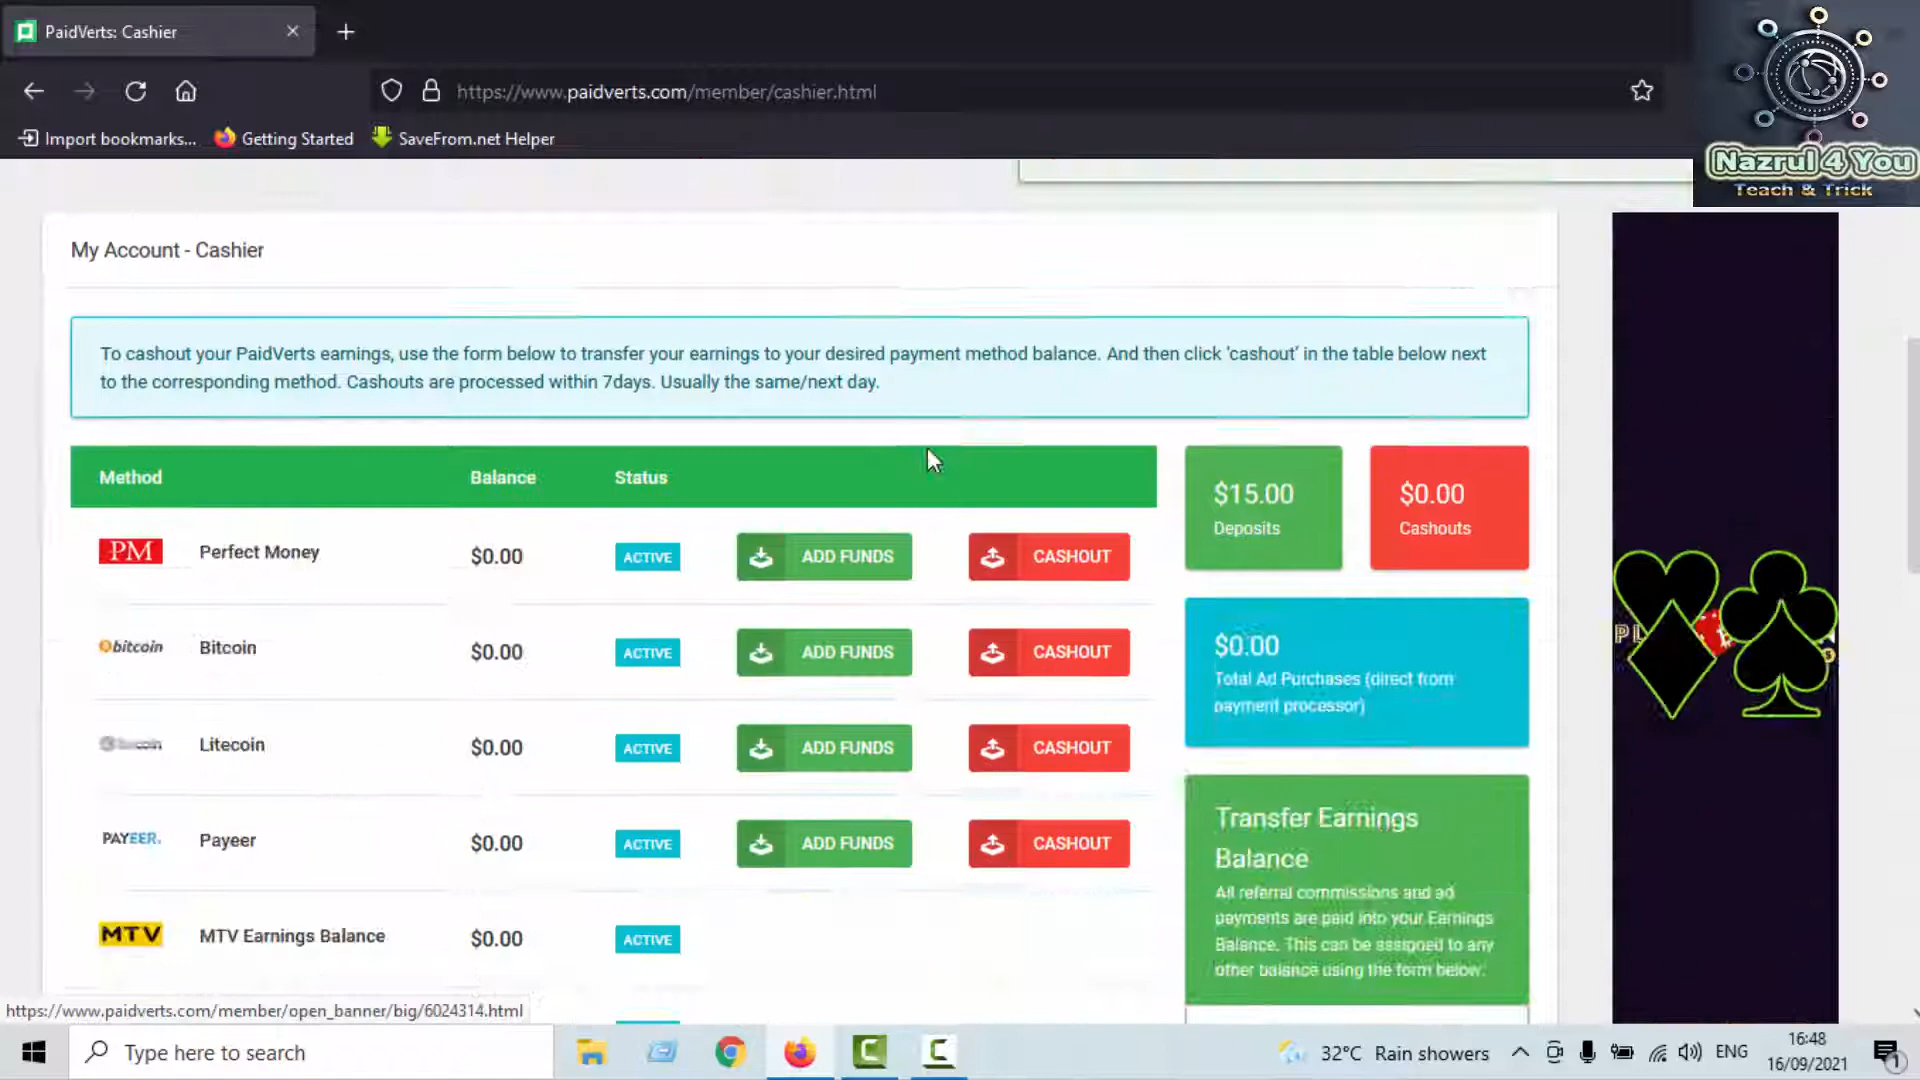 PaidVerts: Cashier
https://www.paidverts.com/member/cashier.html
Import bookmarks...
Getting Started
SaveFrom.net Helper
Nazrul 4 You
Teach & Trick
My Account - Cashier
To cashout your PaidVerts earnings, use the form below to transfer your earnings to your desired payment method balance. And then click 'cashout' in the table below next
to the corresponding method. Cashouts are processed within 7days. Usually the same/next day.
Method Balance Status
PM Perfect Money $0.00 ACTIVE ADD FUNDS CASHOUT
bitcoin Bitcoin $0.00 ACTIVE ADD FUNDS CASHOUT
Litecoin $0.00 ACTIVE ADD FUNDS CASHOUT
PAYEER. Payeer $0.00 ACTIVE ADD FUNDS CASHOUT
MTV MTV Earnings Balance $0.00 ACTIVE
$15.00
Deposits
$0.00
Cashouts
$0.00
Total Ad Purchases (direct from
payment processor)
Transfer Earnings
Balance
All referral commissions and ad
payments are paid into your Earnings
Balance. This can be assigned to any
other balance using the form below.
https://www.paidverts.com/member/open_banner/big/6024314.html
Type here to search
32°C Rain showers
ENG
16:48
16/09/2021
1